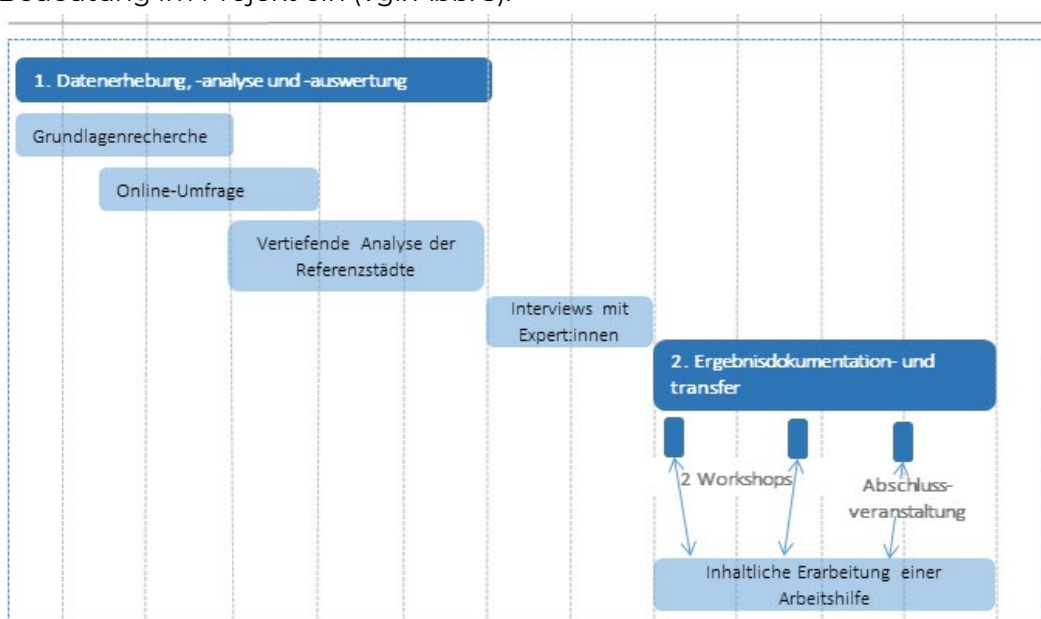 Bedeutung im Projekt ein (vgl. Abb.
1. Datenerhebung, -analyse und -auswertung
Grundlagenrecherche
Online-Umfrage
Vertiefende Analyse der
Referenzstädte
Interviews mit
Expert:innen
2. Ergebnisdokumentation- und
transfer
2 Workshops
Abschluss-
veranstaltung
Inhaltliche Erarbeitung einer
Arbeitshilfe